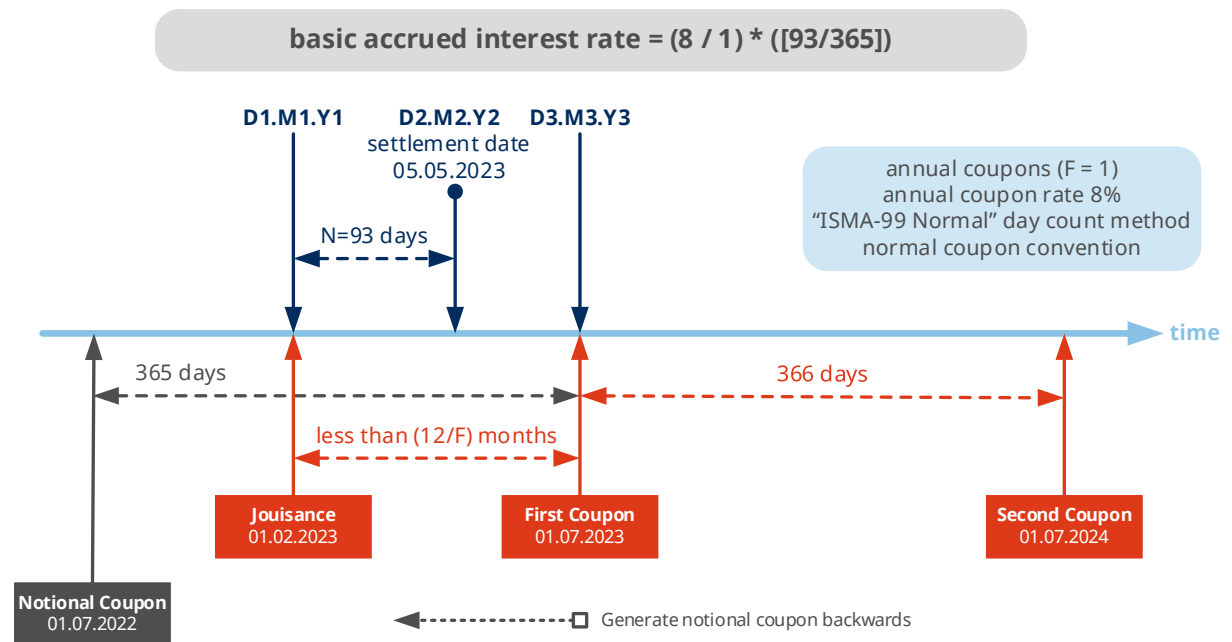 basic accrued interest rate = (8 / 1) * ([93/365])
D1.M1.Y1
D2.M2.Y2
D3.M3.Y3
settlement date
05.05.2023
annual coupons (F = 1)
annual coupon rate 8%
“ISMA-99 Normal” day count method
normal coupon convention
N=93 days
time
365 days
366 days
less than (12/F) months
Jouisance
01.02.2023
First Coupon
01.07.2023
Second Coupon
01.07.2024
Notional Coupon
01.07.2022
Generate notional coupon backwards